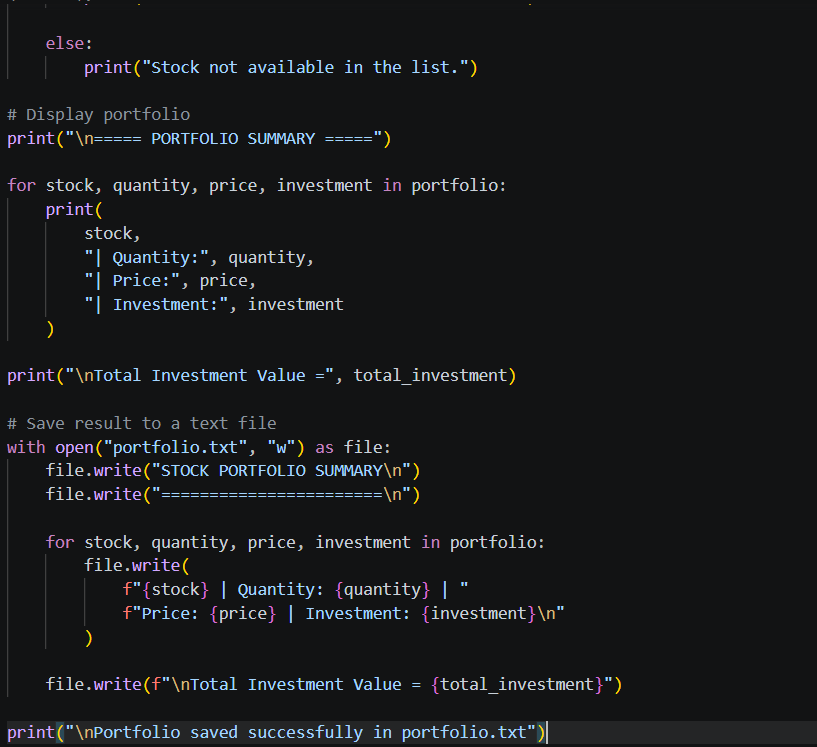 else:
print("Stock not available in the list.")
# Display portfolio
print("\n===== PORTFOLIO SUMMARY =====")
for stock, quantity, price, investment in portfolio:
print(
stock,
"| Quantity:", quantity,
"| Price:", price,
"| Investment:", investment
)
print("\nTotal Investment Value =", total_investment)
# Save result to a text file
with open("portfolio.txt", "w") as file:
file.write("STOCK PORTFOLIO SUMMARY\n")
file.write("=======================\n")
for stock, quantity, price, investment in portfolio:
file.write(
f"{stock} | Quantity: {quantity} | "
f"Price: {price} | Investment: {investment}\n"
)
file.write(f"\nTotal Investment Value = {total_investment}")
print("\nPortfolio saved successfully in portfolio.txt")